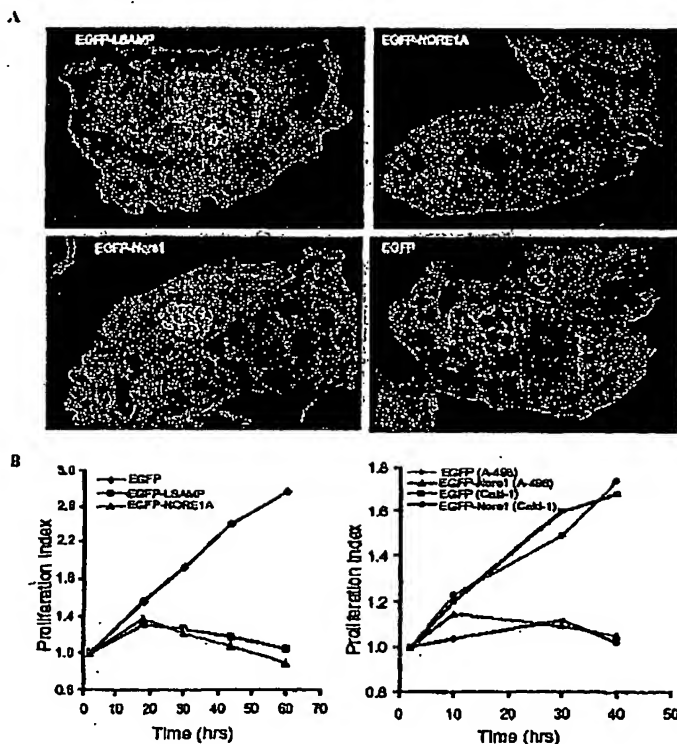 A
EGFP-LSAMP
EGFP-NORE1A
EGFP-Nore1
EGFP
B
3.0
2.6
2.2
1.8
1.4
1.0
0.6
Proliferation Index
0 10 20 30 40 50 60 70
Time (hrs)
EGFP
EGFP-LSAMP
EGFP-NORE1A
1.8
1.6
1.4
1.2
1.0
0.8
Proliferation Index
0 10 20 30 40 50
Time (hrs)
EGFP (A-498)
EGFP-Nore1 (A-498)
EGFP (Caki-1)
EGFP-Nore1 (Caki-1)